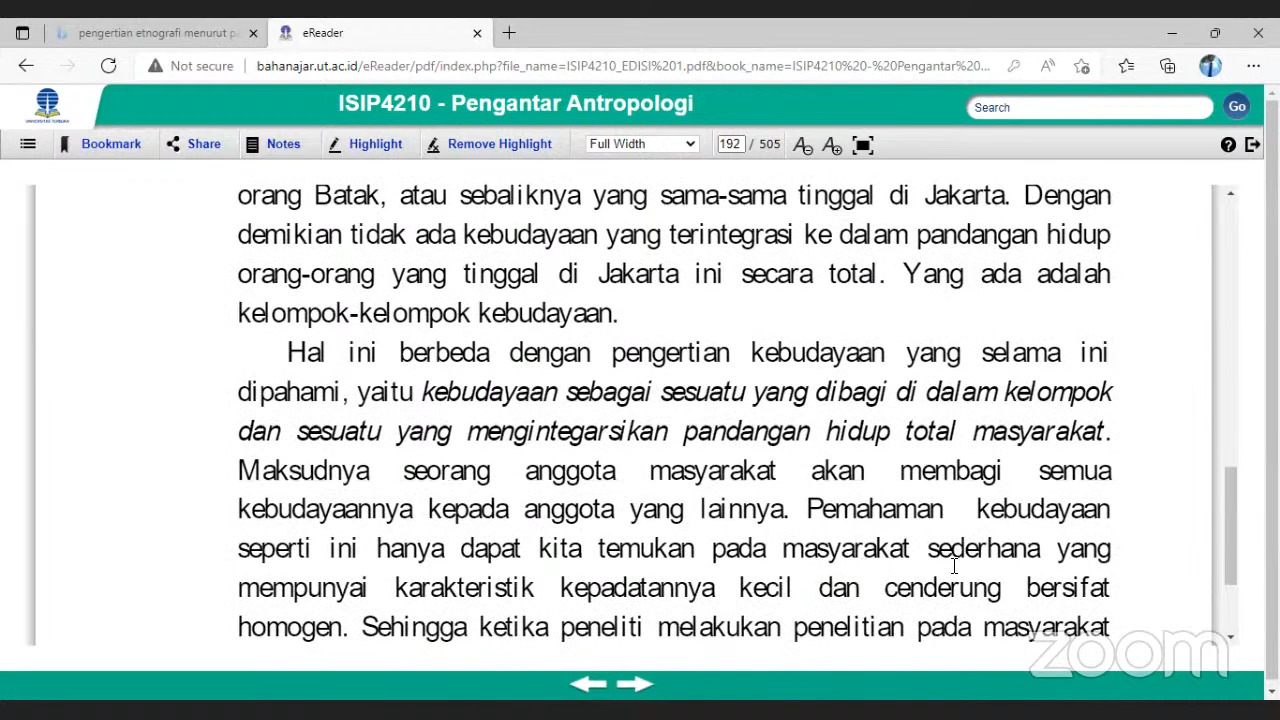 pengertian etnografi menurut p
eReader
Not secure
bahanajar.ut.ac.id/eReader/pdf/index.php?file_name=ISIP4210_EDISI%201.pdf&book_name=ISIP4210%20-%20Pengantar%20...
ISIP4210 - Pengantar Antropologi
Search
Go
Bookmark
Share
Notes
Highlight
Remove Highlight
Full Width
192 / 505
orang Batak, atau sebaliknya yang sama-sama tinggal di Jakarta. Dengan
demikian tidak ada kebudayaan yang terintegrasi ke dalam pandangan hidup
orang-orang yang tinggal di Jakarta ini secara total. Yang ada adalah
kelompok-kelompok kebudayaan.
Hal ini berbeda dengan pengertian kebudayaan yang selama ini
dipahami, yaitu kebudayaan sebagai sesuatu yang dibagi di dalam kelompok
dan sesuatu yang mengintegarsikan pandangan hidup total masyarakat.
Maksudnya seorang anggota masyarakat akan membagi semua
kebudayaannya kepada anggota yang lainnya. Pemahaman kebudayaan
seperti ini hanya dapat kita temukan pada masyarakat sederhana yang
mempunyai karakteristik kepadatannya kecil dan cenderung bersifat
homogen. Sehingga ketika peneliti melakukan penelitian pada masyarakat
zoom